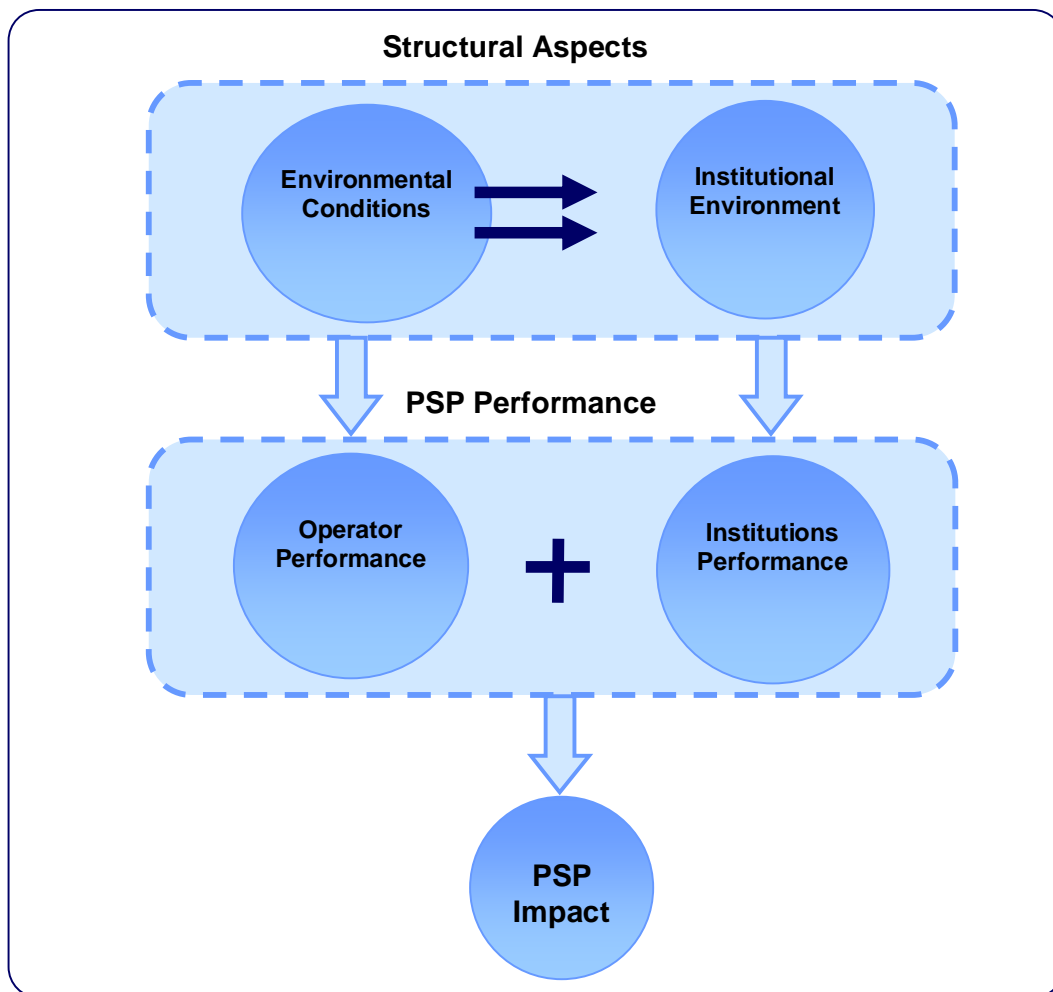 Structural Aspects
Environmental
Conditions
Institutional
Environment
PSP Performance
Operator
Performance
Institutions
Performance
PSP
Impact